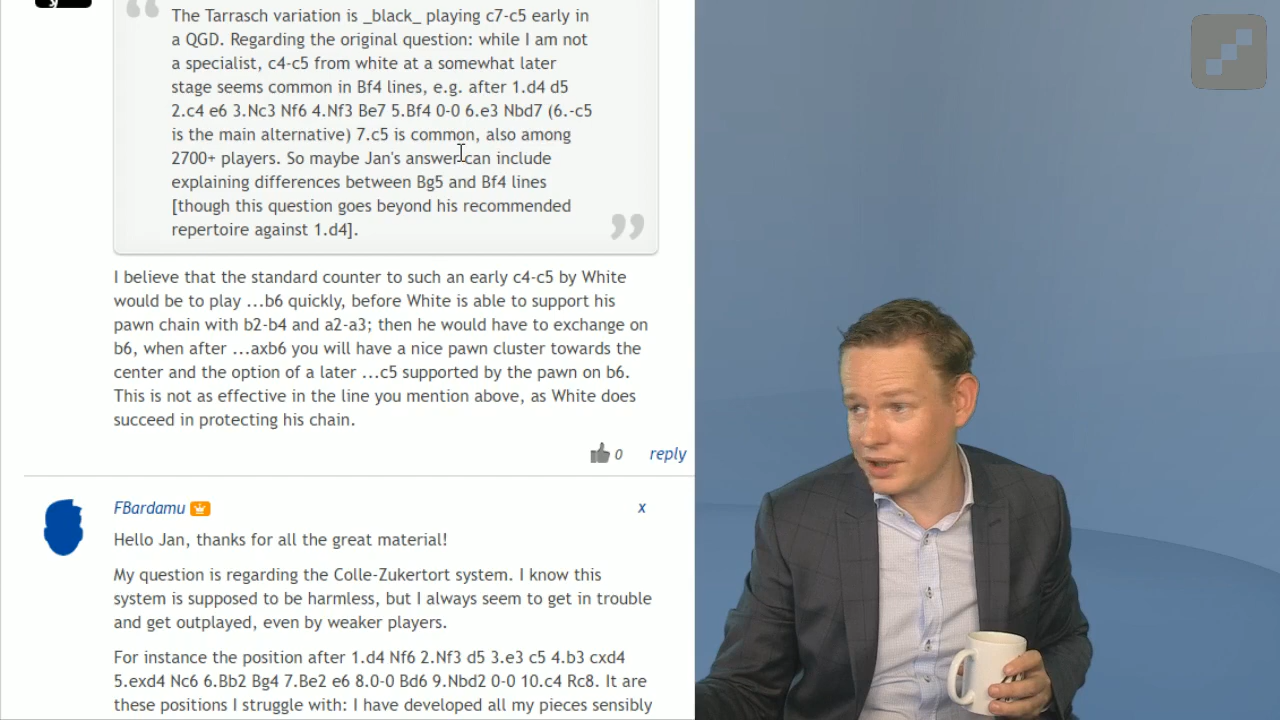 The Tarrasch variation is _black_ playing c7-c5 early in
a QGD. Regarding the original question: while I am not
a specialist, c4-c5 from white at a somewhat later
stage seems common in Bf4 lines, e.g. after 1.d4 d5
2.c4 e6 3.Nc3 Nf6 4.Nf3 Be7 5.Bf4 0-0 6.e3 Nbd7 (6.-c5
is the main alternative) 7.c5 is common, also among
2700+ players. So maybe Jan's answer can include
explaining differences between Bg5 and Bf4 lines
[though this question goes beyond his recommended
repertoire against 1.d4].
I believe that the standard counter to such an early c4-c5 by White
would be to play ...b6 quickly, before White is able to support his
pawn chain with b2-b4 and a2-a3; then he would have to exchange on
b6, when after ...axb6 you will have a nice pawn cluster towards the
center and the option of a later ...c5 supported by the pawn on b6.
This is not as effective in the line you mention above, as White does
succeed in protecting his chain.
0 reply
FBardamu x
Hello Jan, thanks for all the great material!
My question is regarding the Colle-Zukertort system. I know this
system is supposed to be harmless, but I always seem to get in trouble
and get outplayed, even by weaker players.
For instance the position after 1.d4 Nf6 2.Nf3 d5 3.e3 c5 4.b3 cxd4
5.exd4 Nc6 6.Bb2 Bg4 7.Be2 e6 8.0-0 Bd6 9.Nbd2 0-0 10.c4 Rc8. It are
these positions I struggle with: I have developed all my pieces sensibly